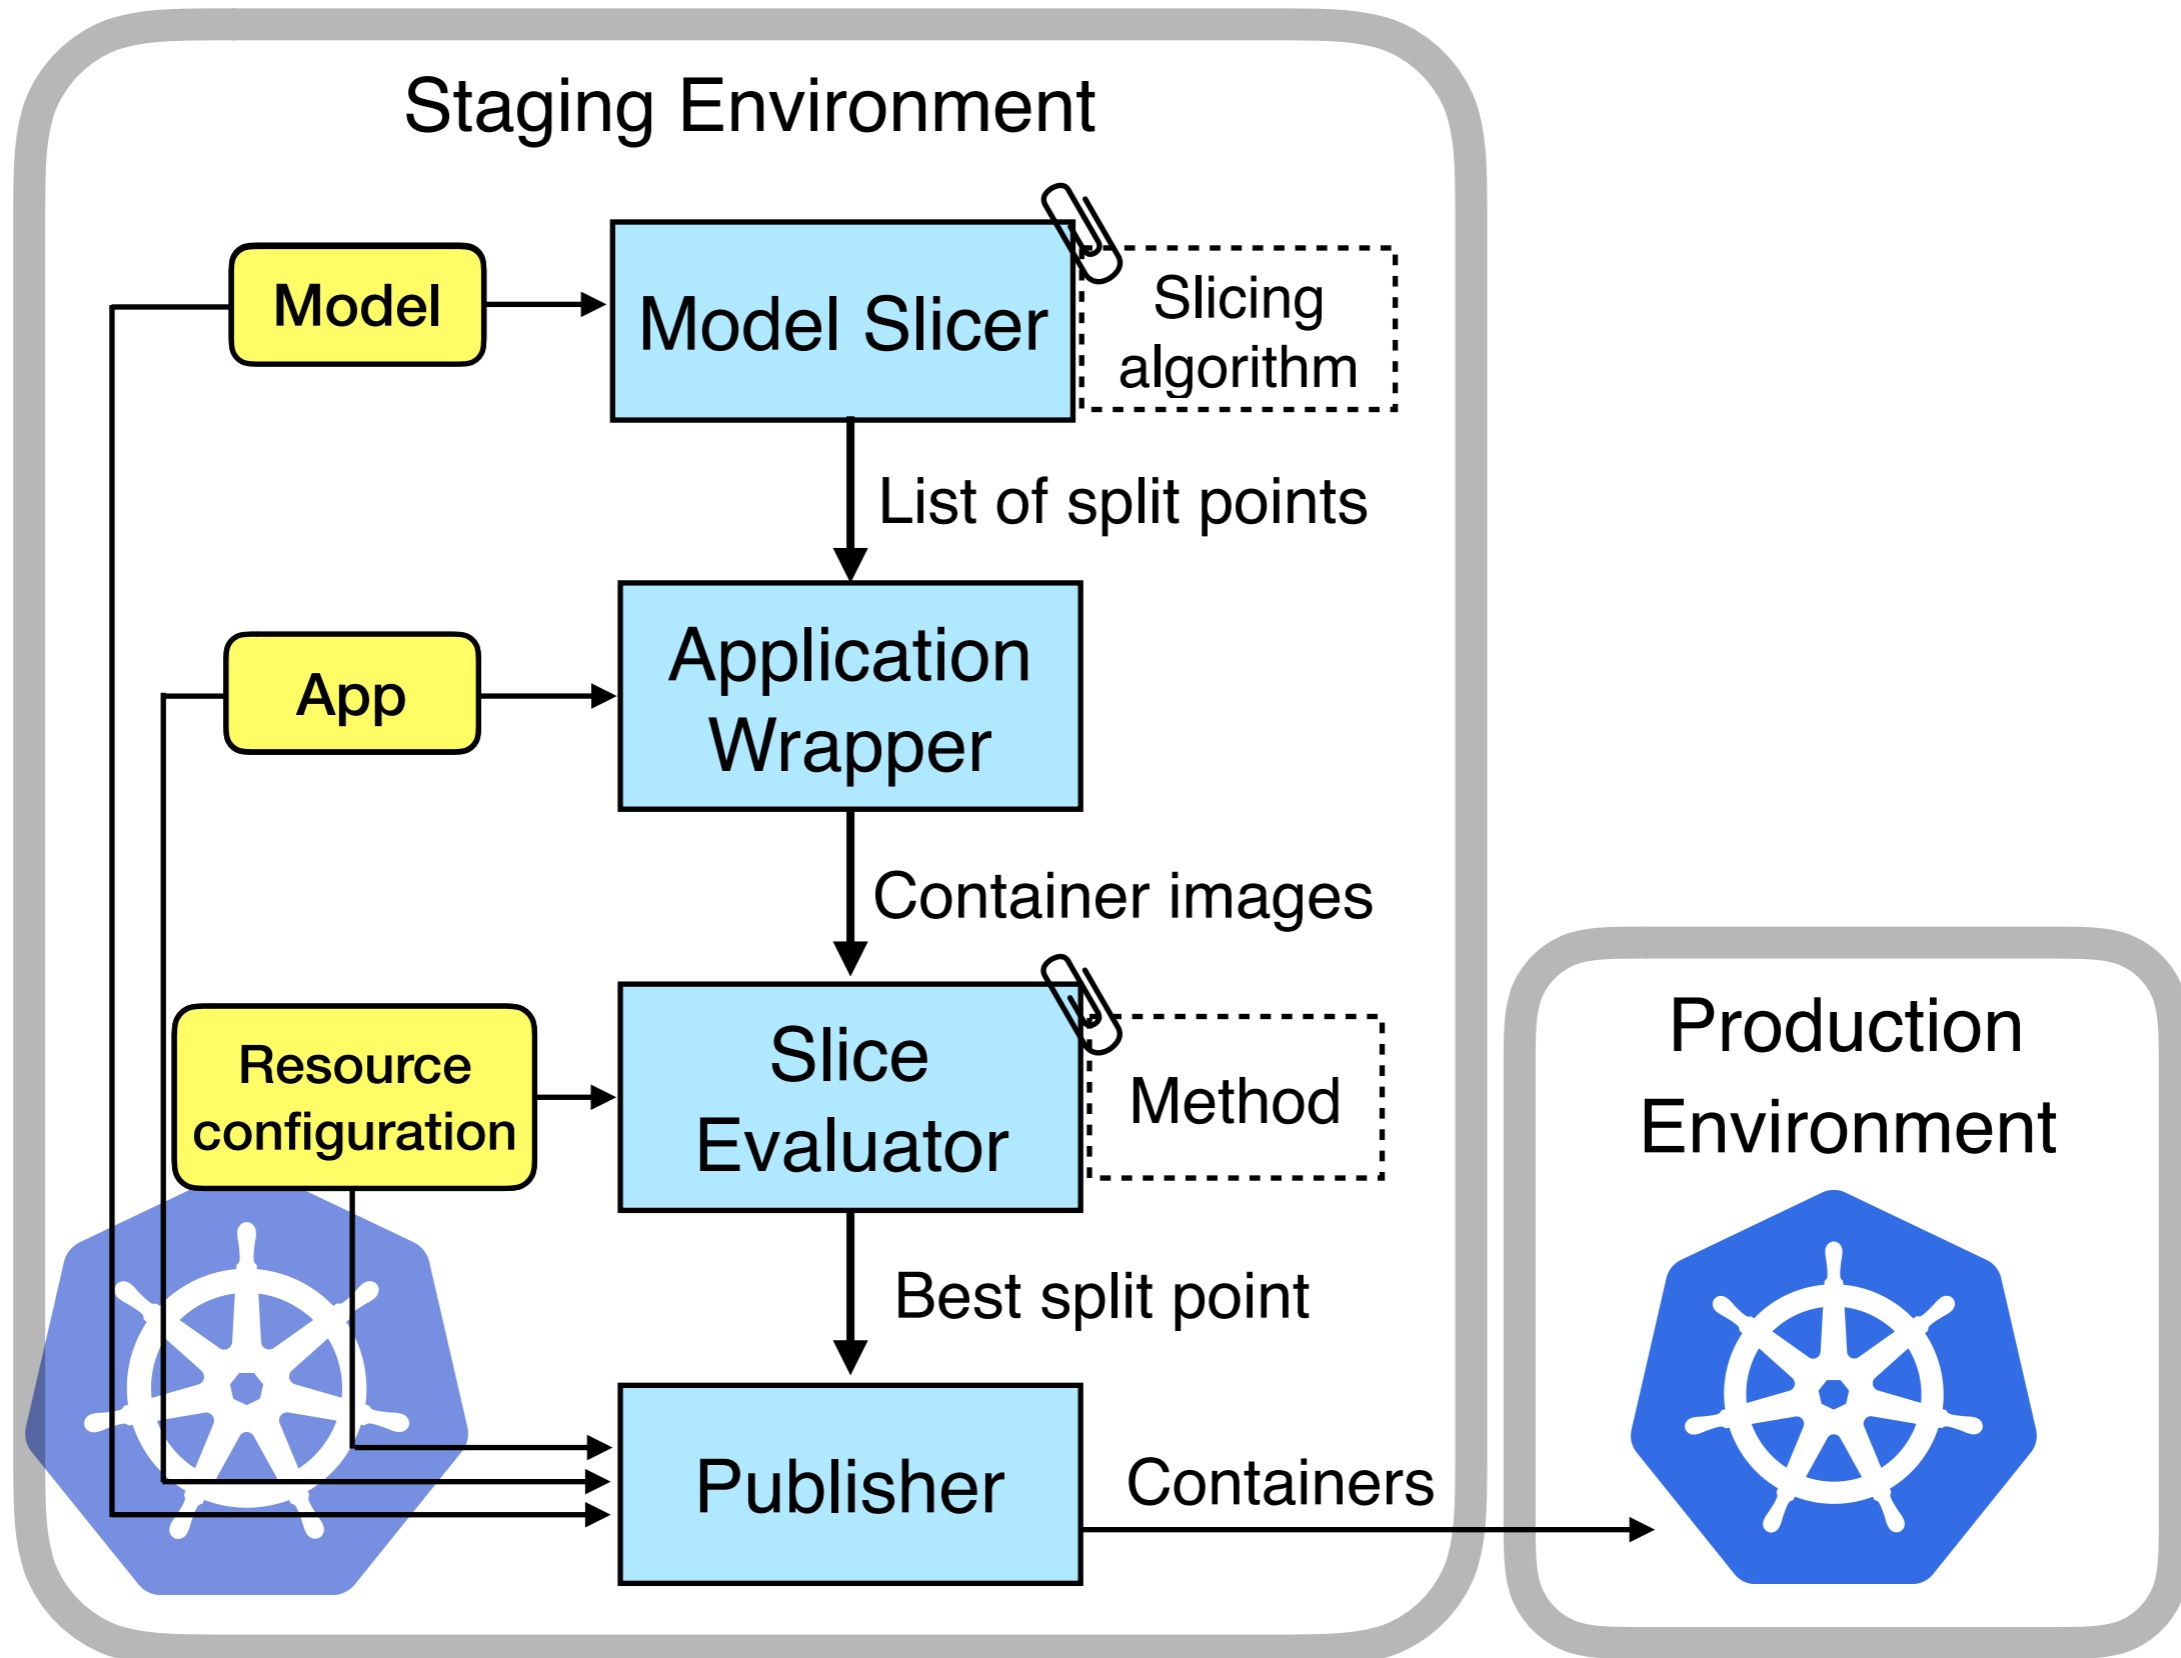 Staging Environment
Model
Model Slicer
Slicing
algorithm
List of split points
App
Application
Wrapper
Container images
Resource
configuration
Slice
Evaluator
Method
Best split point
Publisher
Containers
Production
Environment